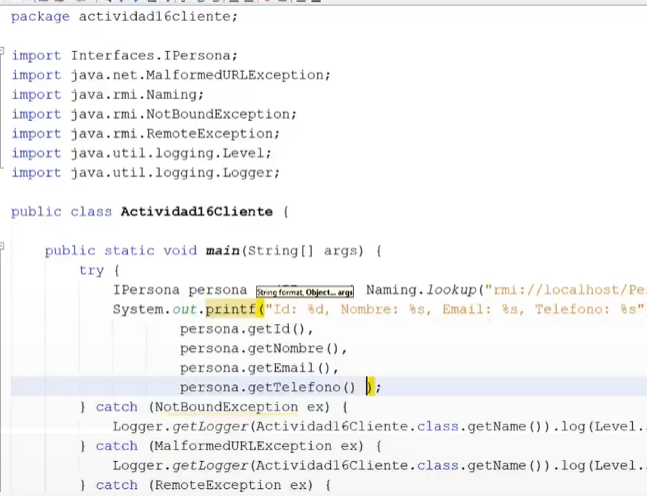 package actividad16cliente;
import Interfaces.IPersona;
import java.net.MalformedURLException;
import java.rmi.Naming;
import java.rmi.NotBoundException;
import java.rmi.RemoteException;
import java.util.logging.Level;
import java.util.logging.Logger;
public class Actividad16Cliente {
public static void main(String[] args) {
try {
IPersona persona String format, Object... args Naming.lookup("rmi://localhost/Pe
System.out.printf("Id: %d, Nombre: %s, Email: %s, Telefono: %s"
persona.getId(),
persona.getNombre(),
persona.getEmail(),
persona.getTelefono() );
} catch (NotBoundException ex) {
Logger.getLogger(Actividad16Cliente.class.getName()).log(Level.
} catch (MalformedURLException ex) {
Logger.getLogger(Actividad16Cliente.class.getName()).log(Level.
} catch (RemoteException ex) {